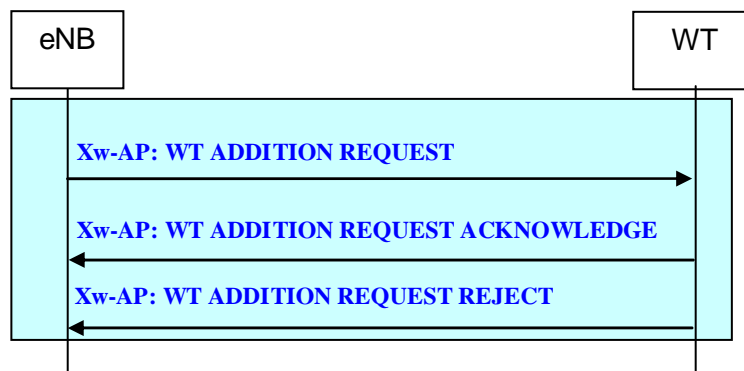 eNB
WT
Xw-AP: WT ADDITION REQUEST
Xw-AP: WT ADDITION REQUEST ACKNOWLEDGE
Xw-AP: WT ADDITION REQUEST REJECT